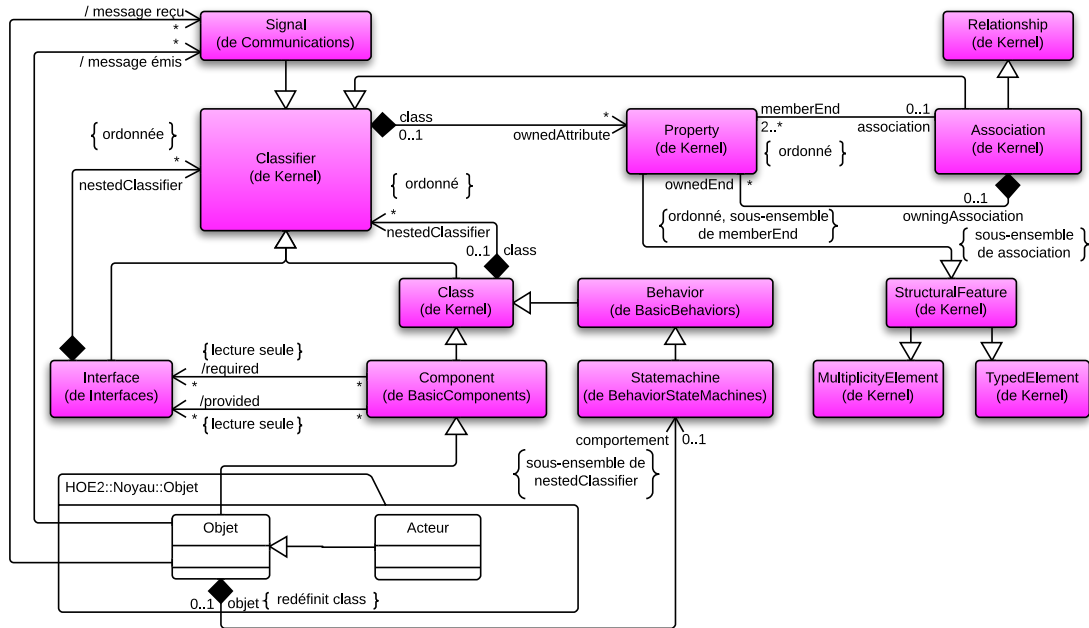 / message reçu
*
*
/ message émis
Signal
(de Communications)
Relationship
(de Kernel)
{ ordonnée }
*
nestedClassifier
Classifier
(de Kernel)
class
0..1
*
ownedAttribute
Property
(de Kernel)
memberEnd
2..*
{ ordonné }
0..1
association
Association
(de Kernel)
{ ordonné }
*
nestedClassifier
0..1
class
ownedEnd
*
{ ordonné, sous-ensemble
de memberEnd }
0..1
owningAssociation
{ sous-ensemble
de association }
Class
(de Kernel)
Behavior
(de BasicBehaviors)
StructuralFeature
(de Kernel)
Interface
(de Interfaces)
{ lecture seule }
/required
*
*
/provided
*
*
{ lecture seule }
Component
(de BasicComponents)
Statemachine
(de BehaviorStateMachines)
MultiplicityElement
(de Kernel)
TypedElement
(de Kernel)
comportement
0..1
{ sous-ensemble de
nestedClassifier }
HOE2::Noyau::Objet
Objet
Acteur
0..1
objet
{ redéfinit class }